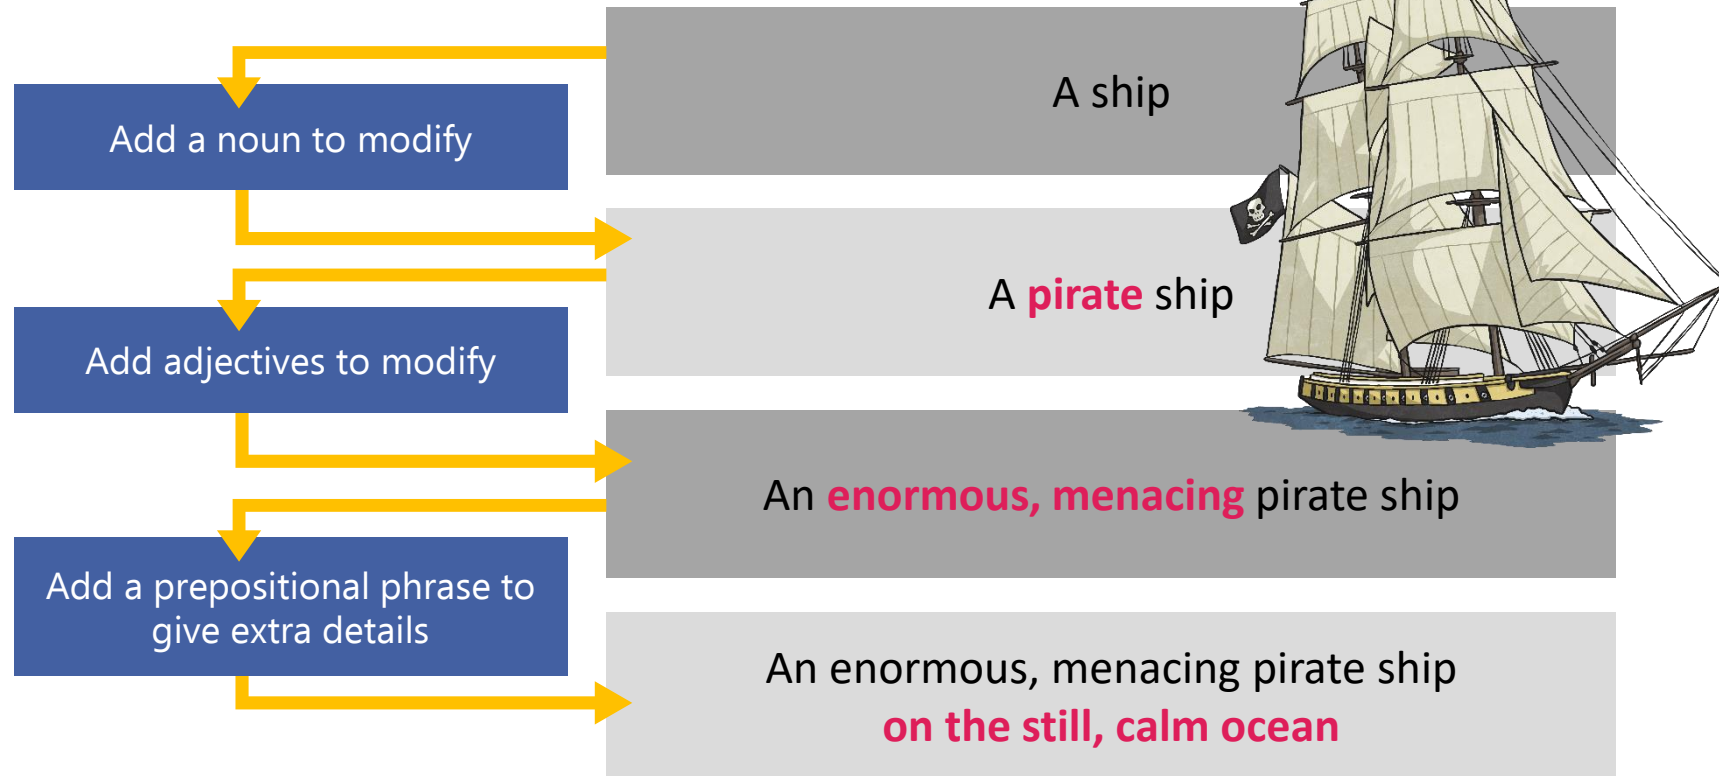 A ship
Add a noun to modify
A pirate ship
Add adjectives to modify
An enormous, menacing pirate ship
Add a prepositional phrase to
give extra details
An enormous, menacing pirate ship
on the still, calm ocean